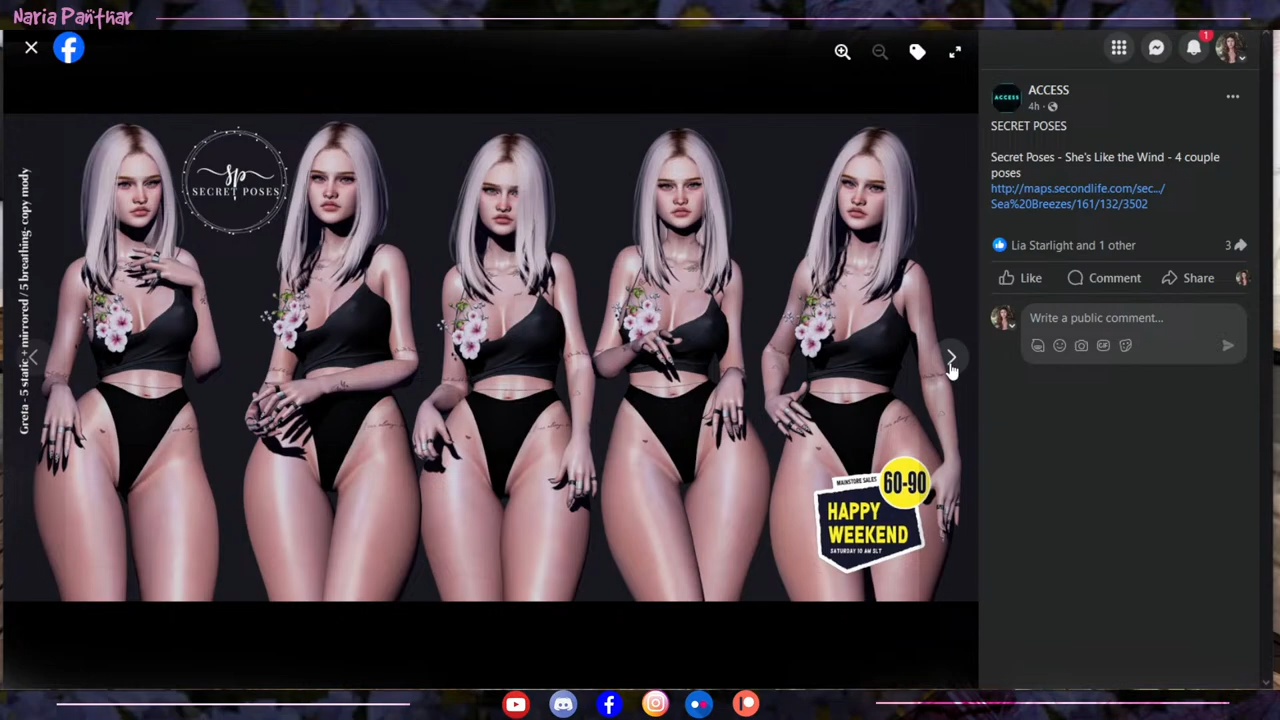 Naria Panthar
1
ACCESS
ACCESS
4h
SECRET POSES
Secret Poses - She's Like the Wind - 4 couple
poses
http://maps.secondlife.com/sec.../
Sea%20Breezes/161/132/3502
Lia Starlight and 1 other
3
Like
Comment
Share
Write a public comment...
GIF
sp
SECRET POSES
Greta - 5 static + mirrored / 5 breathing-copy mody
MAINSTORE SALES
60-90
HAPPY
WEEKEND
SATURDAY 10 AM SLT